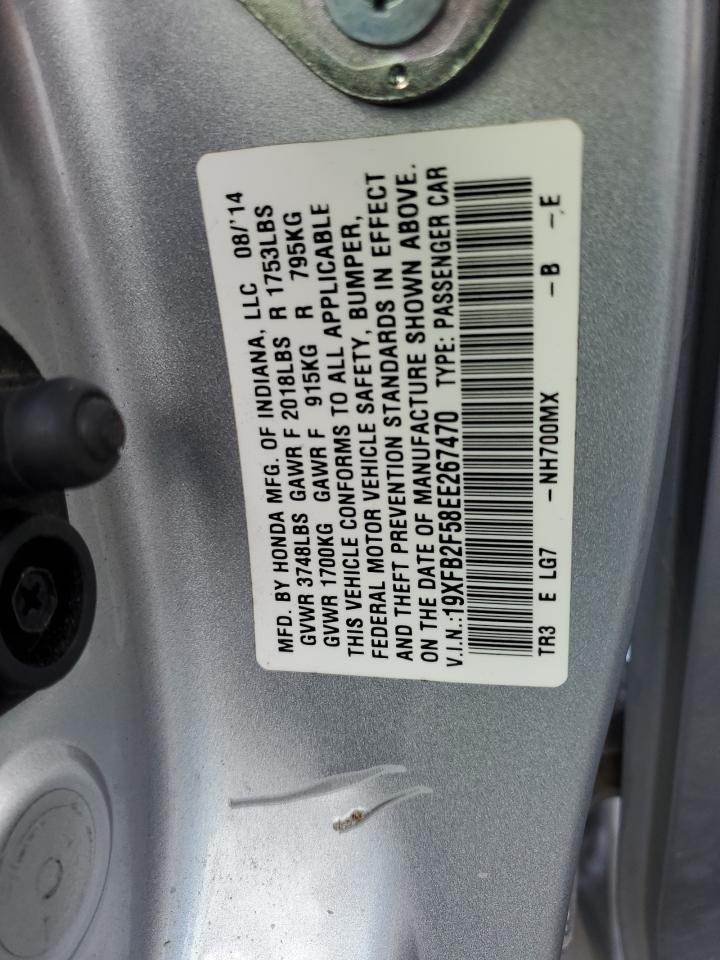 MFD. BY HONDA MFG. OF INDIANA, LLC 08/'14
GVWR 3748LBS GAWR F 2018LBS R 1753LBS
GVWR 1700KG GAWR F 915KG R 795KG
THIS VEHICLE CONFORMS TO ALL APPLICABLE
FEDERAL MOTOR VEHICLE SAFETY, BUMPER,
AND THEFT PREVENTION STANDARDS IN EFFECT
ON THE DATE OF MANUFACTURE SHOWN ABOVE.
V.I.N.:19XFB2F58EE267470 TYPE: PASSENGER CAR
TR3 E LG7 -NH700MX -B -,E